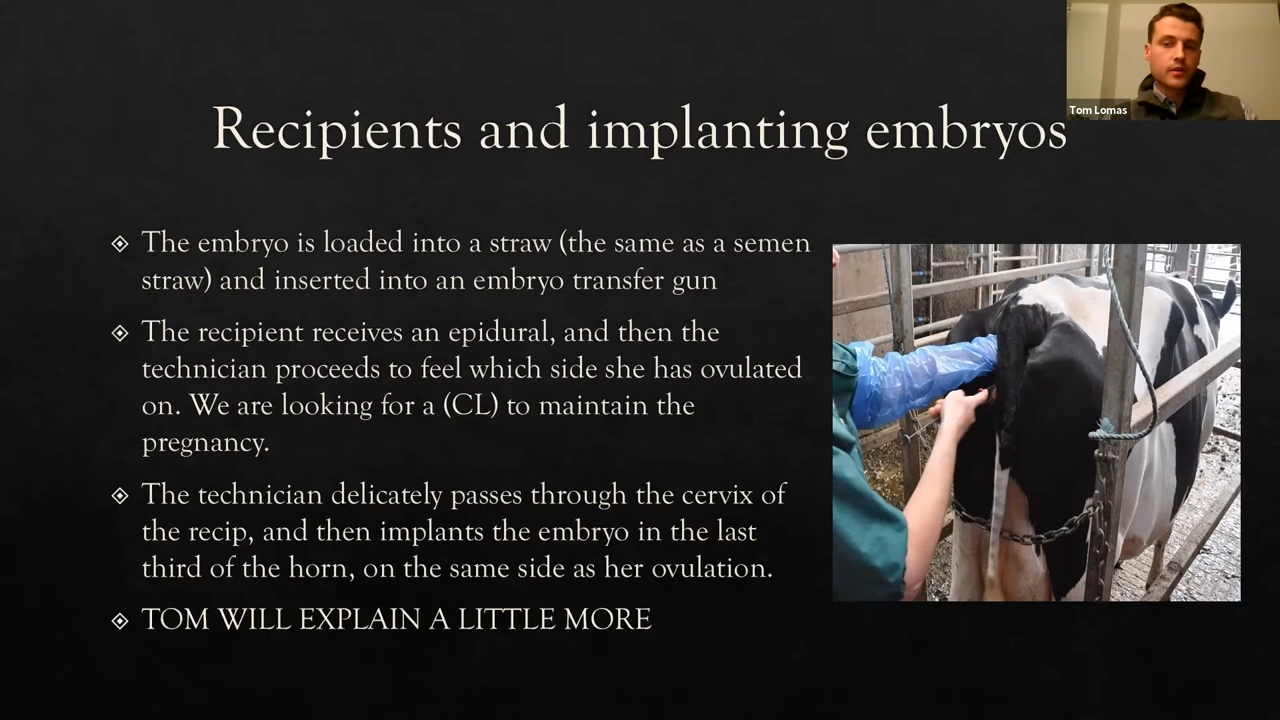 Tom Lomas
Recipients and implanting embryos
The embryo is loaded into a straw (the same as a semen
straw) and inserted into an embryo transfer gun
The recipient receives an epidural, and then the
technician proceeds to feel which side she has ovulated
on. We are looking for a (CL) to maintain the
pregnancy.
The technician delicately passes through the cervix of
the recip, and then implants the embryo in the last
third of the horn, on the same side as her ovulation.
TOM WILL EXPLAIN A LITTLE MORE